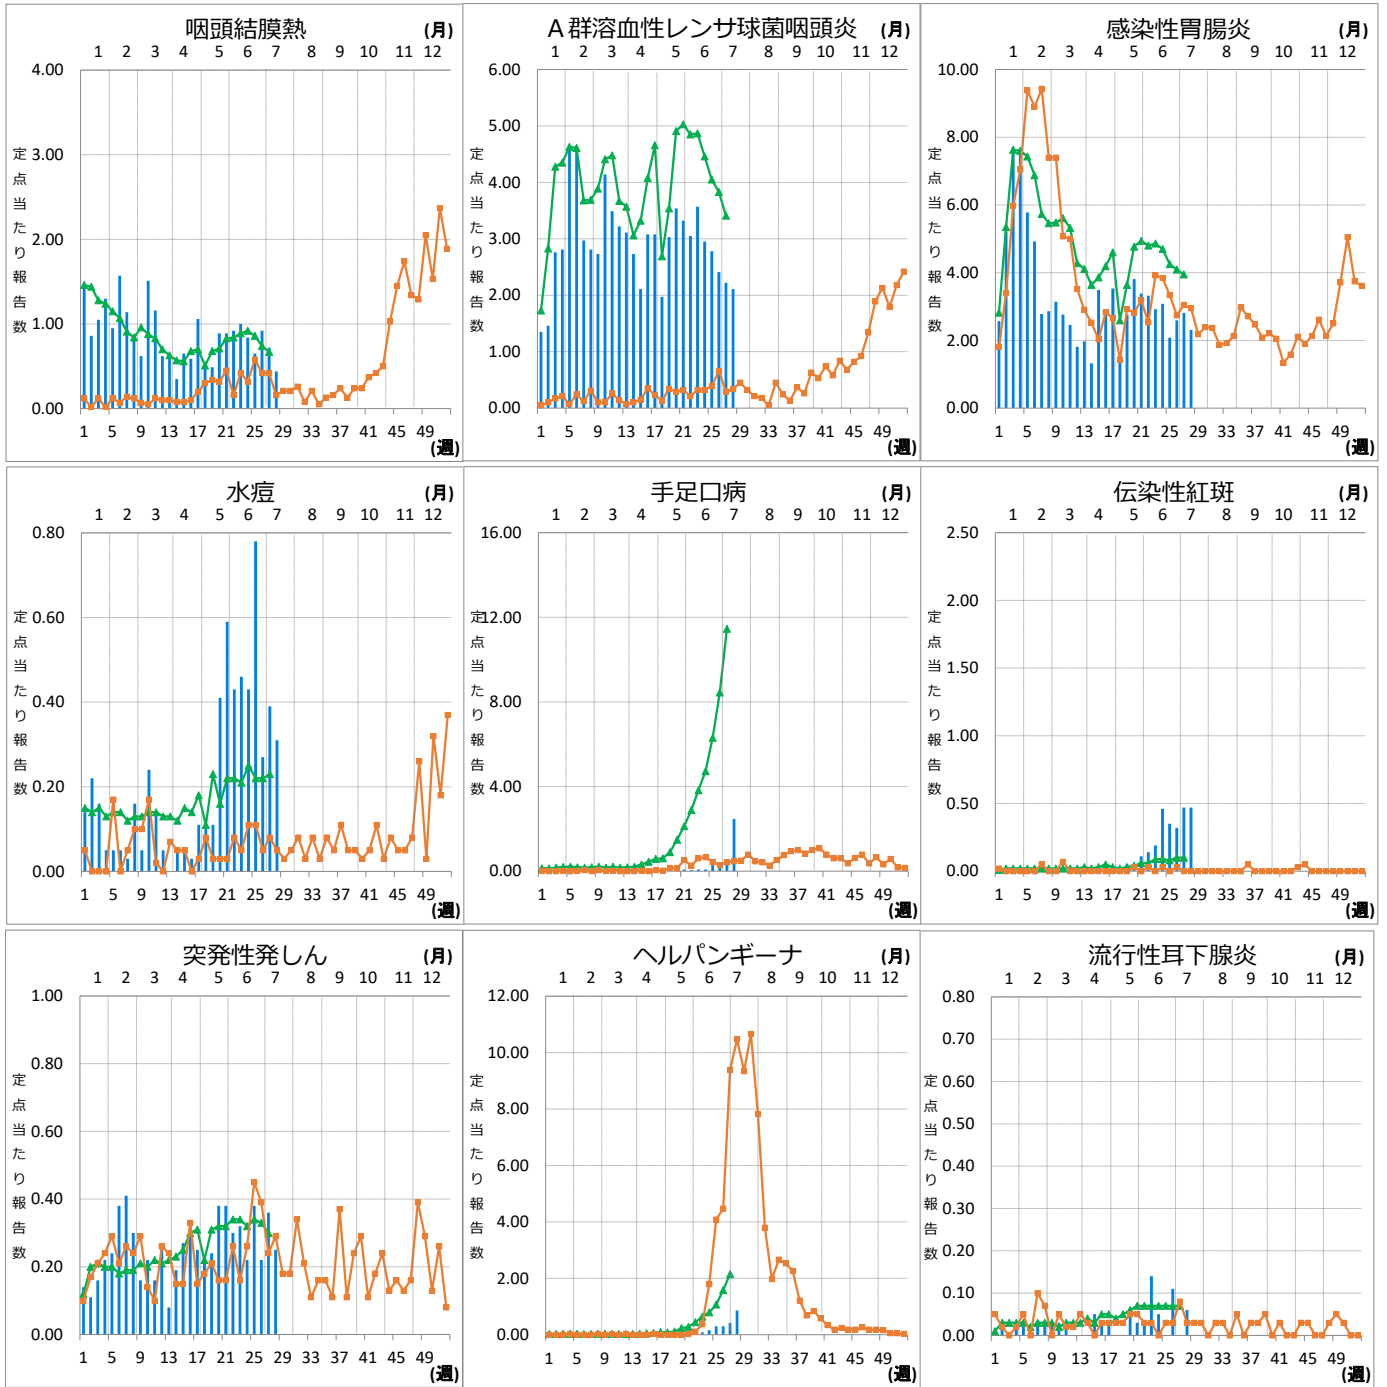 咽頭結膜熱 (月)
1 2 3 4 5 6 7 8 9 10 11 12
4.00
3.00
2.00
1.00
0.00
定点当たり報告数
1 5 9 13 17 21 25 29 33 37 41 45 49
(週)
A群溶血性レンサ球菌咽頭炎 (月)
1 2 3 4 5 6 7 8 9 10 11 12
6.00
5.00
4.00
3.00
2.00
1.00
0.00
定点当たり報告数
1 5 9 13 17 21 25 29 33 37 41 45 49
(週)
感染性胃腸炎 (月)
1 2 3 4 5 6 7 8 9 10 11 12
10.00
8.00
6.00
4.00
2.00
0.00
定点当たり報告数
1 5 9 13 17 21 25 29 33 37 41 45 49
(週)
水痘 (月)
1 2 3 4 5 6 7 8 9 10 11 12
0.80
0.60
0.40
0.20
0.00
定点当たり報告数
1 5 9 13 17 21 25 29 33 37 41 45 49
(週)
手足口病 (月)
1 2 3 4 5 6 7 8 9 10 11 12
16.00
12.00
8.00
4.00
0.00
定点当たり報告数
1 5 9 13 17 21 25 29 33 37 41 45 49
(週)
伝染性紅斑 (月)
1 2 3 4 5 6 7 8 9 10 11 12
2.50
2.00
1.50
1.00
0.50
0.00
定点当たり報告数
1 5 9 13 17 21 25 29 33 37 41 45 49
(週)
突発性発しん (月)
1 2 3 4 5 6 7 8 9 10 11 12
1.00
0.80
0.60
0.40
0.20
0.00
定点当たり報告数
1 5 9 13 17 21 25 29 33 37 41 45 49
(週)
ヘルパンギーナ (月)
1 2 3 4 5 6 7 8 9 10 11 12
12.00
10.00
8.00
6.00
4.00
2.00
0.00
定点当たり報告数
1 5 9 13 17 21 25 29 33 37 41 45 49
(週)
流行性耳下腺炎 (月)
1 2 3 4 5 6 7 8 9 10 11 12
0.80
0.70
0.60
0.50
0.40
0.30
0.20
0.10
0.00
定点当たり報告数
1 5 9 13 17 21 25 29 33 37 41 45 49
(週)